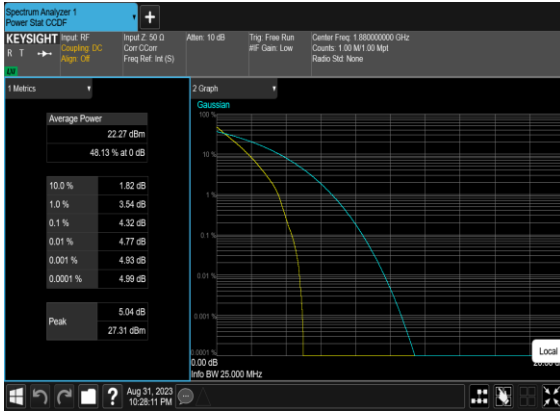 Spectrum Analyzer 1
Power Stat CCDF
KEYSIGHT
R T
LV
Input: RF
Coupling: DC
Align: Off
Input Z: 50 Ω
Corr CCorr
Freq Ref: Int (S)
Atten: 10 dB
Trig: Free Run
#IF Gain: Low
Center Freq: 1.880000000 GHz
Counts: 1.00 M/1.00 Mpt
Radio Std: None
1 Metrics
Average Power
22.27 dBm
48.13 % at 0 dB
10.0 % 1.82 dB
1.0 % 3.54 dB
0.1 % 4.32 dB
0.01 % 4.77 dB
0.001 % 4.93 dB
0.0001 % 4.99 dB
Peak
5.04 dB
27.31 dBm
2 Graph
Gaussian
100 %
10 %
1 %
0.1 %
0.01 %
0.001 %
0.0001 %
0.00 dB
Info BW 25.000 MHz
Local
Aug 31, 2023
10:28:11 PM